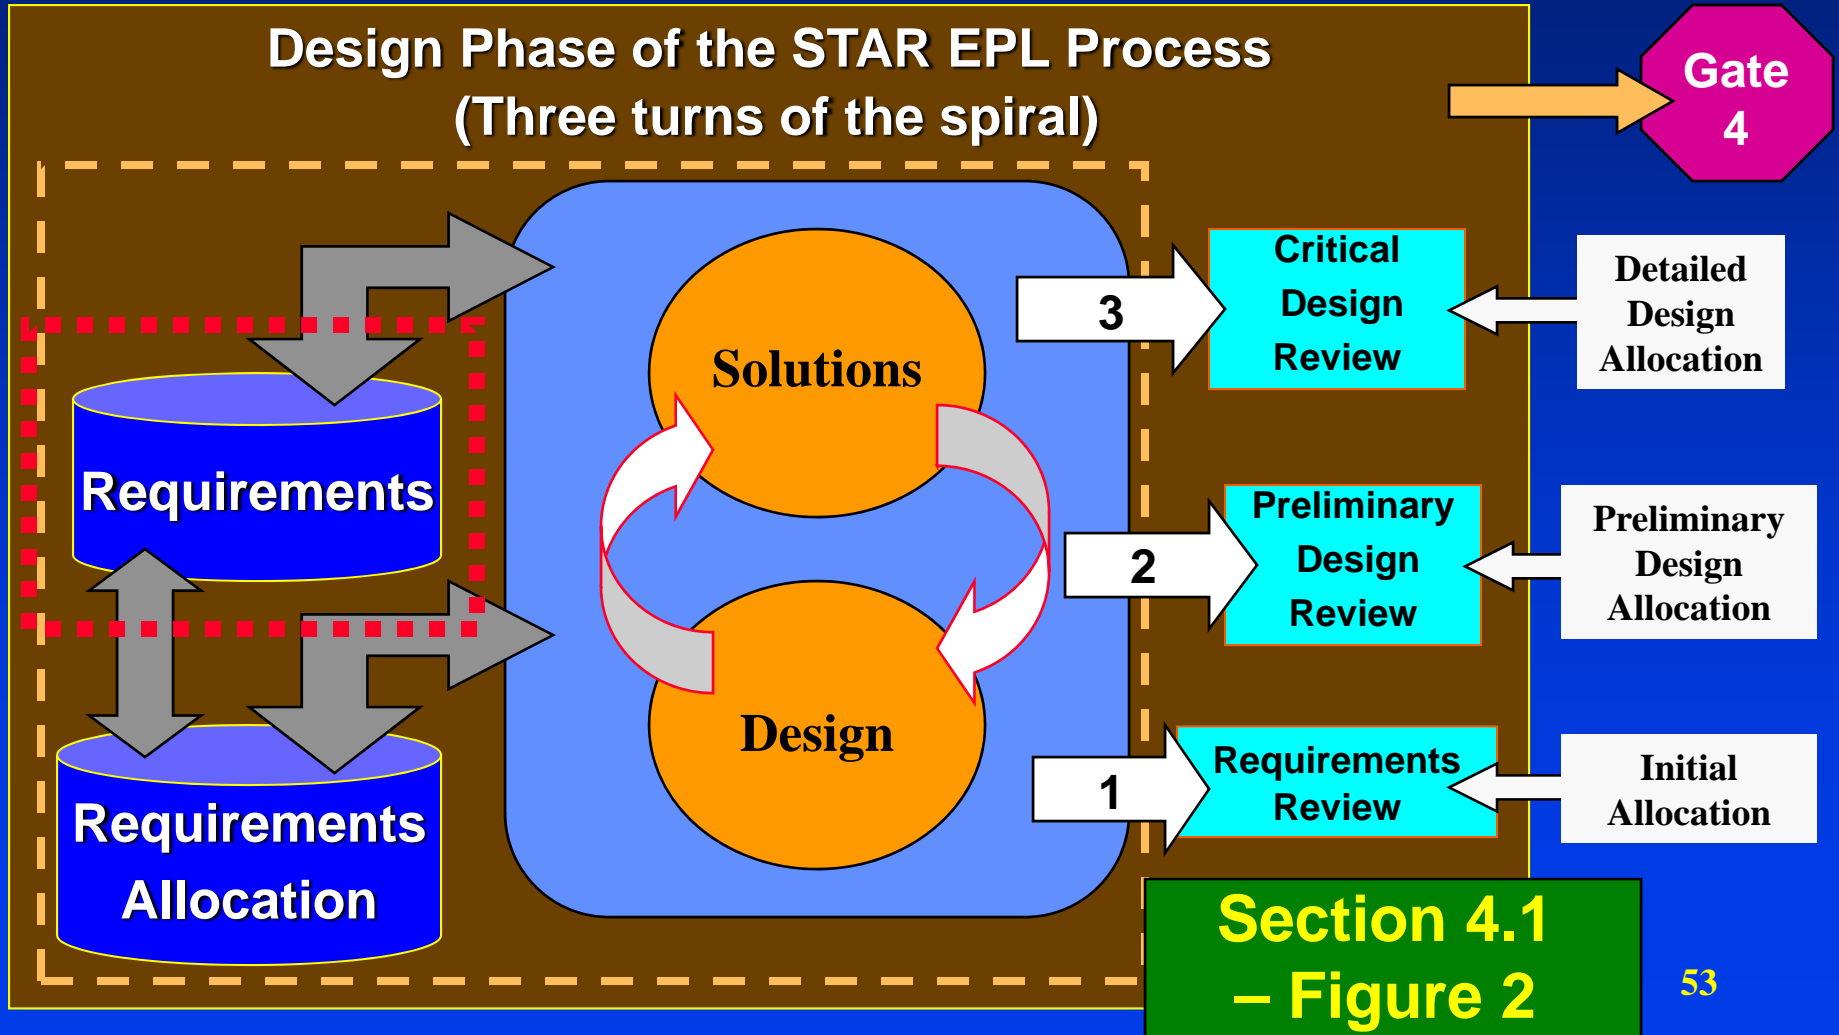 Design Phase of the STAR EPL Process
(Three turns of the spiral)
Gate
4
Requirements
Requirements
Allocation
Solutions
Design
3
Critical
Design
Review
Detailed
Design
Allocation
2
Preliminary
Design
Review
Preliminary
Design
Allocation
1
Requirements
Review
Initial
Allocation
Section 4.1
– Figure 2
53